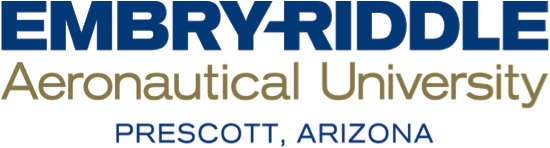 EMBRY-RIDDLE
Aeronautical University
PRESCOTT, ARIZONA